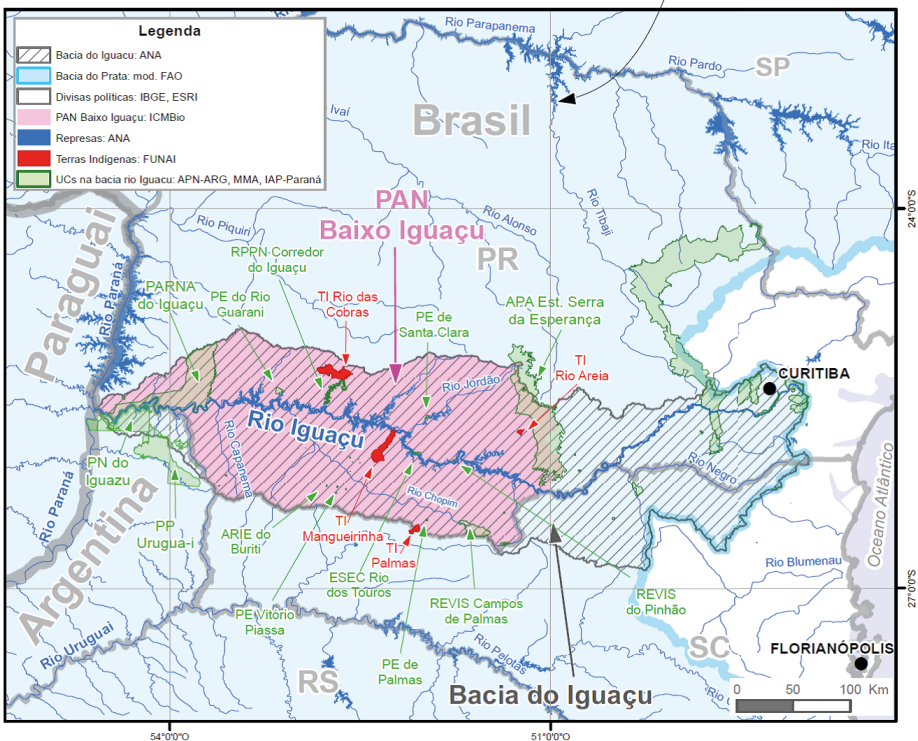 Legenda
Bacia do Iguaçu: ANA
Bacia do Prata: mod. FAO
Divisas políticas: IBGE, ESRI
PAN Baixo Iguaçu: ICMBio
Represas: ANA
Terras Indígenas: FUNAI
UCs na bacia rio Iguacu: APN-ARG, MMA, IAP-Paraná
Rio Parapanema
Rio Pardo
SP
Ivaí
Brasil
Rio Ita
24°0'0"S
PAN
Baixo Iguaçu
Rio Piquiri
Rio Alonso
Rio Tibaji
PR
Paraguai
Rio Paraná
RPPN Corredor
do Iguaçu
PARNA
do Iguaçu
PE do Rio
Guarani
TI Rio das
Cobras
PE de
Santa Clara
APA Est. Serra
da Esperança
TI
Rio Areia
CURITIBA
Rio Jordão
Rio Iguaçu
Rio Capanema
Rio Negro
Rio Chopim
Oceano Atlântico
PN do
Iguazu
Rio Paraná
Argentina
PP
Urugua-i
ARIE do
Buriti
TI
Mangueirinha
TI
Palmas
ESEC Rio
dos Touros
PE Vitório
Piassa
REVIS Campos
de Palmas
REVIS
do Pinhão
Rio Blumenau
27°0'0"S
PE de
Palmas
Rio Uruguai
Rio Pelotas
RS
SC
FLORIANÓPOLIS
Bacia do Iguaçu
0 50 100 Km
54°0'0"O
51°0'0"O